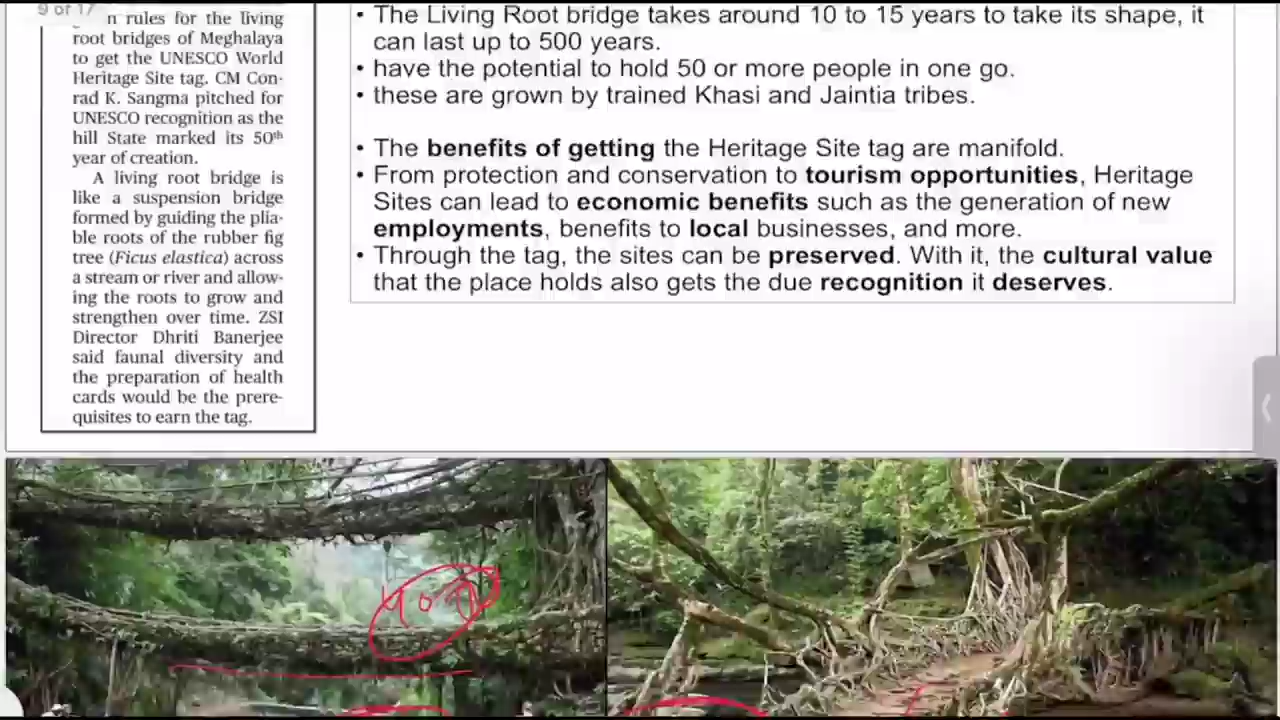 9 of 17
n rules for the living
root bridges of Meghalaya
to get the UNESCO World
Heritage Site tag. CM Con-
rad K. Sangma pitched for
UNESCO recognition as the
hill State marked its 50th
year of creation.
A living root bridge is
like a suspension bridge
formed by guiding the plia-
ble roots of the rubber fig
tree (Ficus elastica) across
a stream or river and allow-
ing the roots to grow and
strengthen over time. ZSI
Director Dhriti Banerjee
said faunal diversity and
the preparation of health
cards would be the prere-
quisites to earn the tag.
• The Living Root bridge takes around 10 to 15 years to take its shape, it
can last up to 500 years.
• have the potential to hold 50 or more people in one go.
• these are grown by trained Khasi and Jaintia tribes.
• The benefits of getting the Heritage Site tag are manifold.
• From protection and conservation to tourism opportunities, Heritage
Sites can lead to economic benefits such as the generation of new
employments, benefits to local businesses, and more.
• Through the tag, the sites can be preserved. With it, the cultural value
that the place holds also gets the due recognition it deserves.